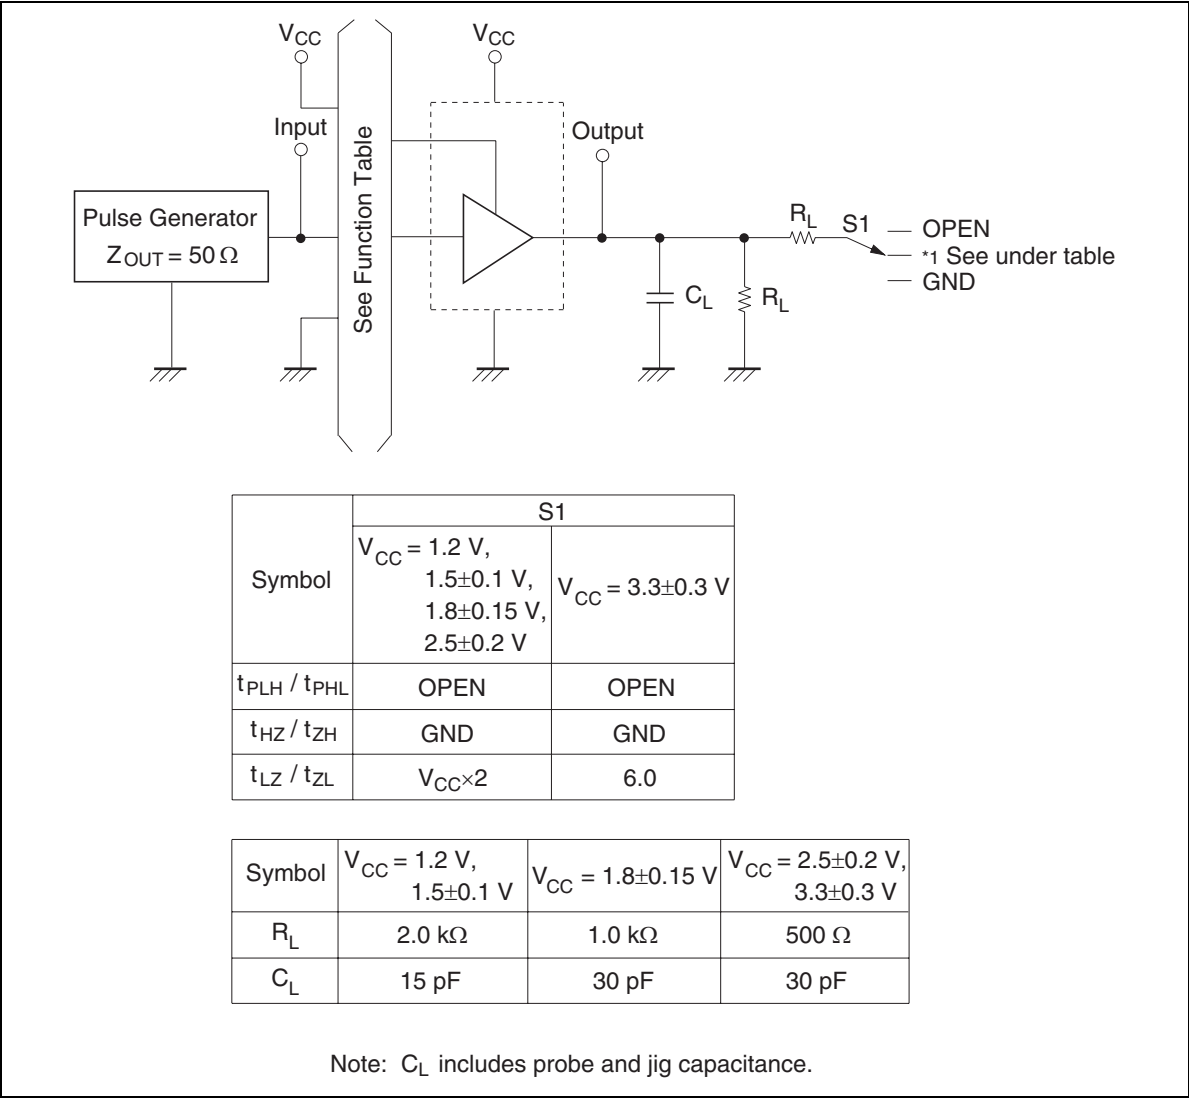 VCC
VCC
Input
Output
Pulse Generator
ZOUT = 50 Ω
See Function Table
RL
S1
OPEN
*1 See under table
GND
CL
RL
S1
Symbol
VCC = 1.2 V,
1.5±0.1 V,
1.8±0.15 V,
2.5±0.2 V
VCC = 3.3±0.3 V
tPLH / tPHL
OPEN
OPEN
tHZ / tZH
GND
GND
tLZ / tZL
VCC×2
6.0
Symbol
VCC = 1.2 V,
1.5±0.1 V
VCC = 1.8±0.15 V
VCC = 2.5±0.2 V,
3.3±0.3 V
RL
2.0 kΩ
1.0 kΩ
500 Ω
CL
15 pF
30 pF
30 pF
Note: CL includes probe and jig capacitance.